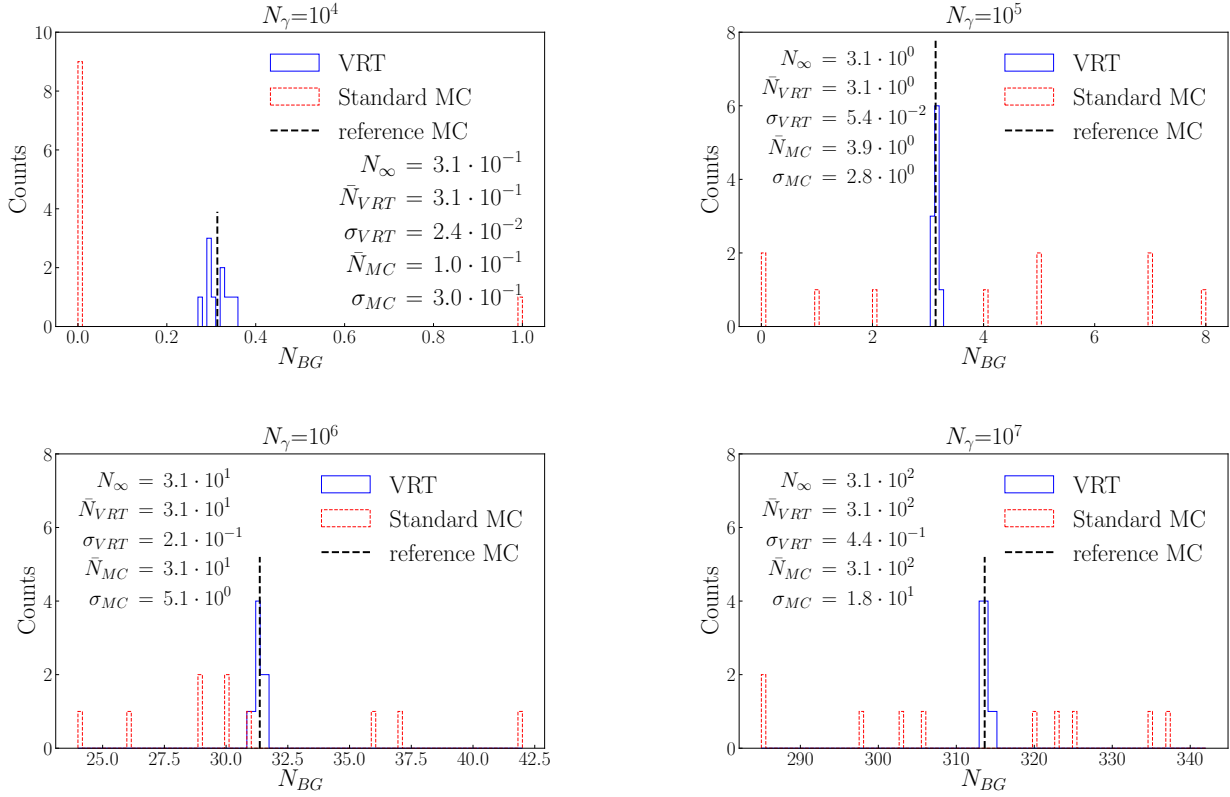 N_γ=10^4
Counts
10
8
6
4
2
0
VRT
Standard MC
reference MC
N_∞ = 3.1 · 10^−1
N̄_VRT = 3.1 · 10^−1
σ_VRT = 2.4 · 10^−2
N̄_MC = 1.0 · 10^−1
σ_MC = 3.0 · 10^−1
0.0 0.2 0.4 0.6 0.8 1.0
N_BG
N_γ=10^5
Counts
8
6
4
2
0
N_∞ = 3.1 · 10^0
N̄_VRT = 3.1 · 10^0
σ_VRT = 5.4 · 10^−2
N̄_MC = 3.9 · 10^0
σ_MC = 2.8 · 10^0
VRT
Standard MC
reference MC
0 2 4 6 8
N_BG
N_γ=10^6
Counts
8
6
4
2
0
N_∞ = 3.1 · 10^1
N̄_VRT = 3.1 · 10^1
σ_VRT = 2.1 · 10^−1
N̄_MC = 3.1 · 10^1
σ_MC = 5.1 · 10^0
VRT
Standard MC
reference MC
25.0 27.5 30.0 32.5 35.0 37.5 40.0 42.5
N_BG
N_γ=10^7
Counts
8
6
4
2
0
N_∞ = 3.1 · 10^2
N̄_VRT = 3.1 · 10^2
σ_VRT = 4.4 · 10^−1
N̄_MC = 3.1 · 10^2
σ_MC = 1.8 · 10^1
VRT
Standard MC
reference MC
290 300 310 320 330 340
N_BG